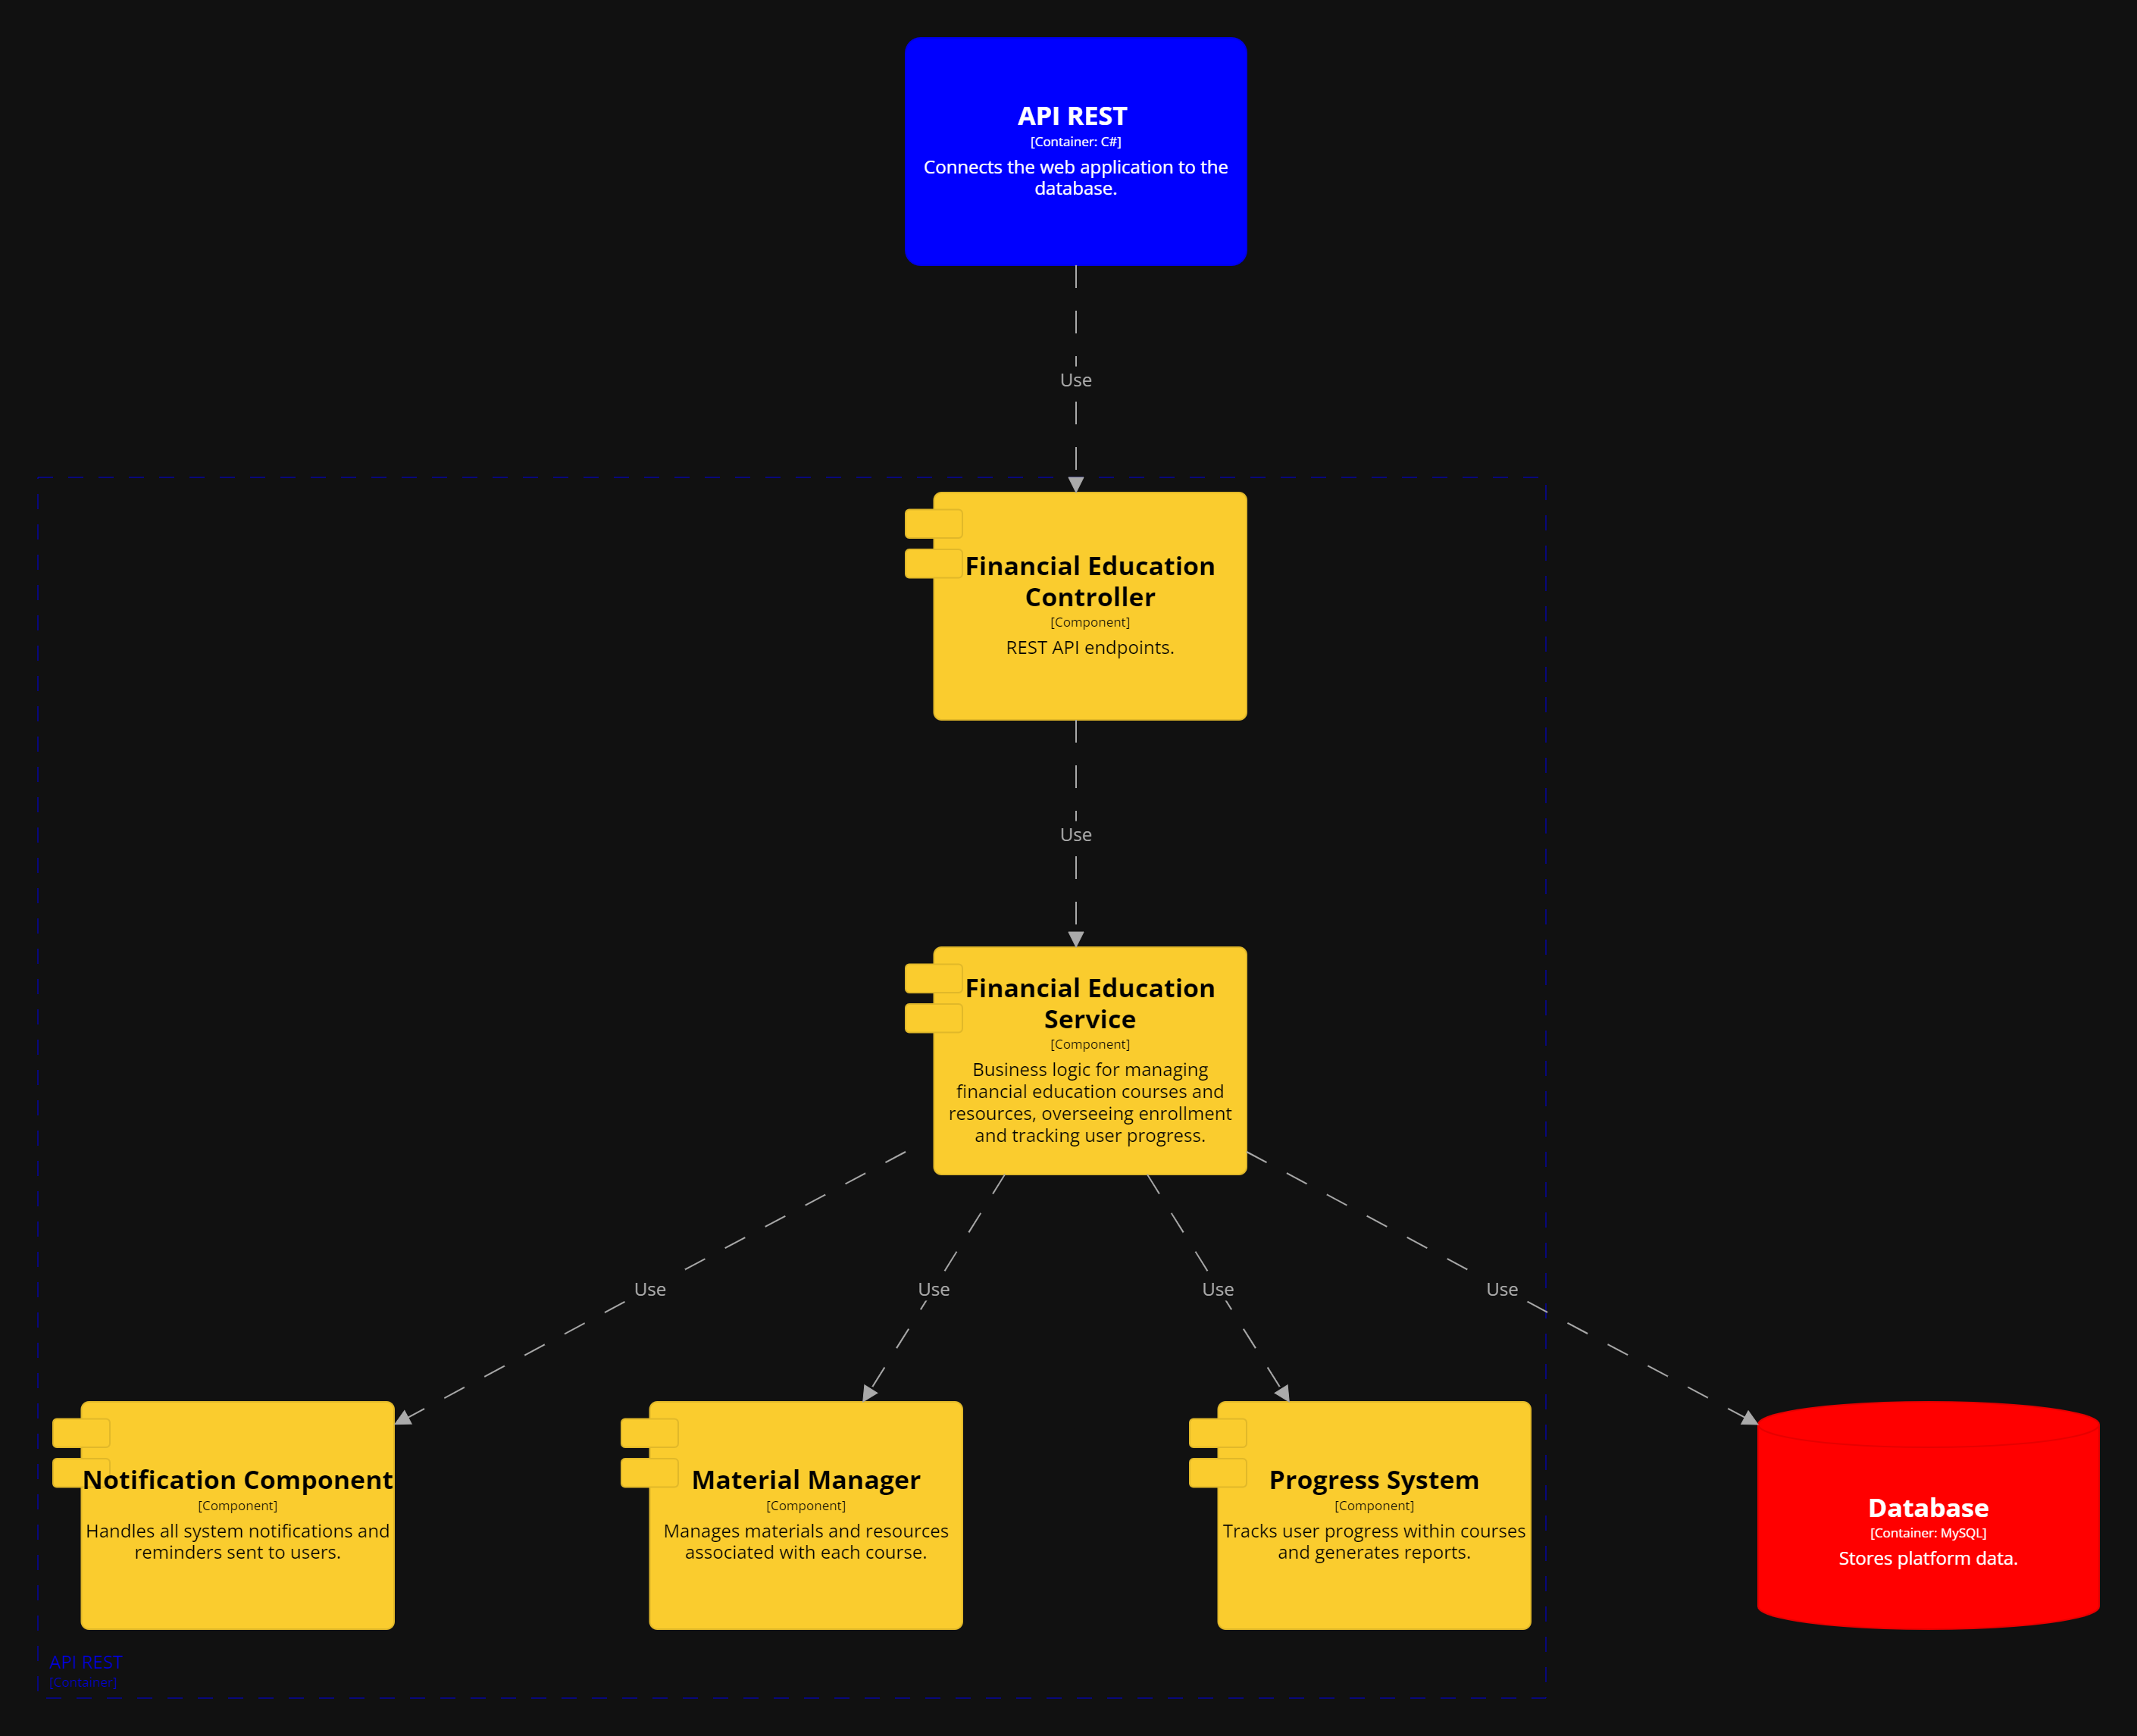 API REST
[Container: C#]
Connects the web application to the
database.
Use
Financial Education
Controller
[Component]
REST API endpoints.
Use
Financial Education
Service
[Component]
Business logic for managing
financial education courses and
resources, overseeing enrollment
and tracking user progress.
Use
Use
Use
Use
Notification Component
[Component]
Handles all system notifications and
reminders sent to users.
Material Manager
[Component]
Manages materials and resources
associated with each course.
Progress System
[Component]
Tracks user progress within courses
and generates reports.
Database
[Container: MySQL]
Stores platform data.
API REST
[Container]